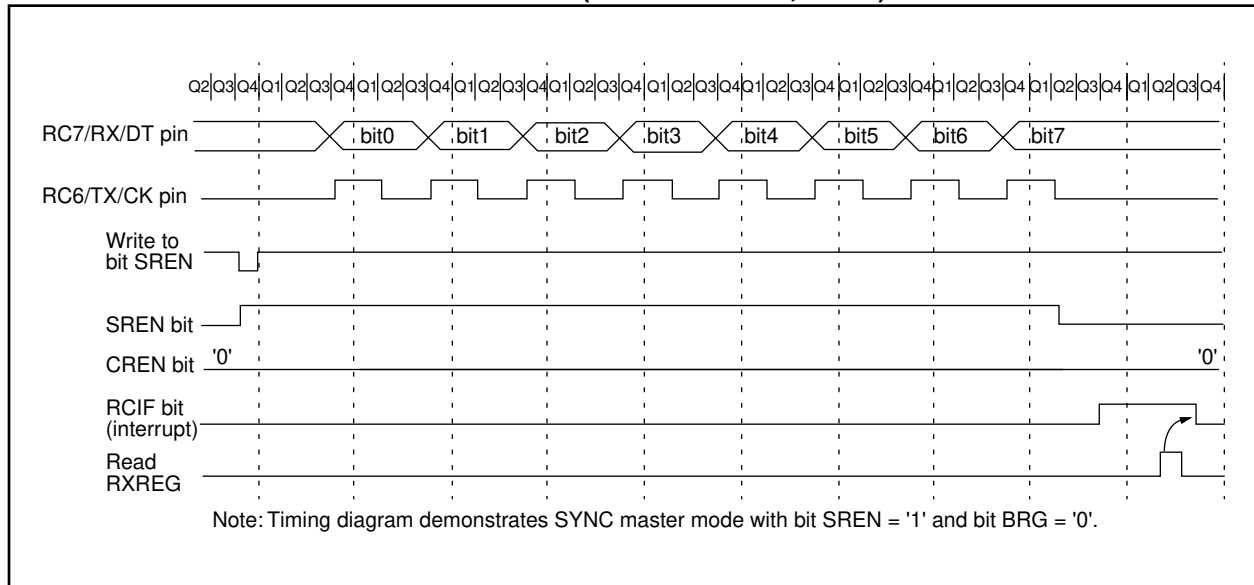 Q2|Q3|Q4|Q1|Q2|Q3|Q4|Q1|Q2|Q3|Q4|Q1|Q2|Q3|Q4|Q1|Q2|Q3|Q4|Q1|Q2|Q3|Q4|Q1|Q2|Q3|Q4|Q1|Q2|Q3|Q4|Q1|Q2|Q3|Q4|Q1|Q2|Q3|Q4|Q1|Q2|Q3|Q4|
RC7/RX/DT pin bit0 bit1 bit2 bit3 bit4 bit5 bit6 bit7
RC6/TX/CK pin
Write to
bit SREN
SREN bit
CREN bit '0' '0'
RCIF bit
(interrupt)
Read
RXREG
Note: Timing diagram demonstrates SYNC master mode with bit SREN = '1' and bit BRG = '0'.